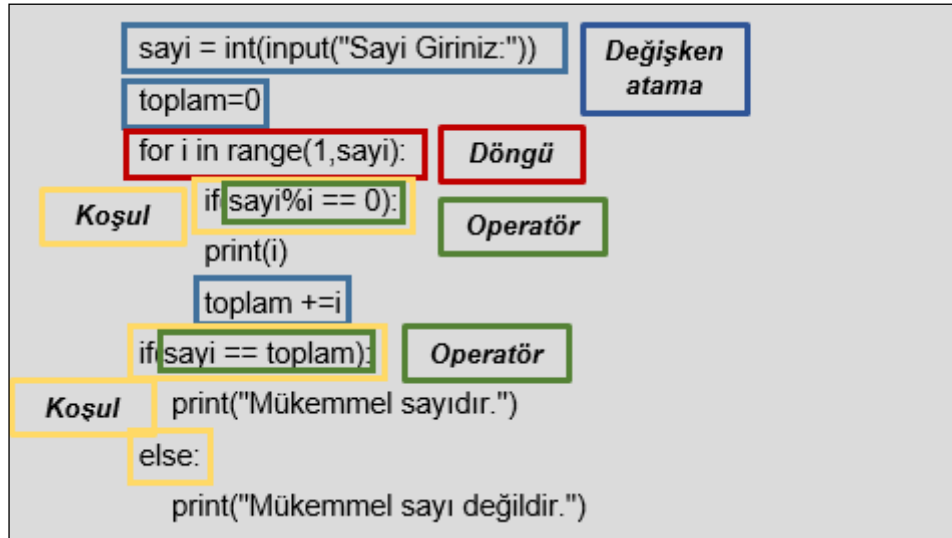 sayi = int(input("Sayi Giriniz:"))
Değişken
atama
toplam=0
for i in range(1,sayi):
Döngü
Koşul
if(sayi%i == 0):
Operatör
print(i)
toplam +=i
if(sayi == toplam):
Operatör
Koşul
print("Mükemmel sayıdır.")
else:
print("Mükemmel sayı değildir.")